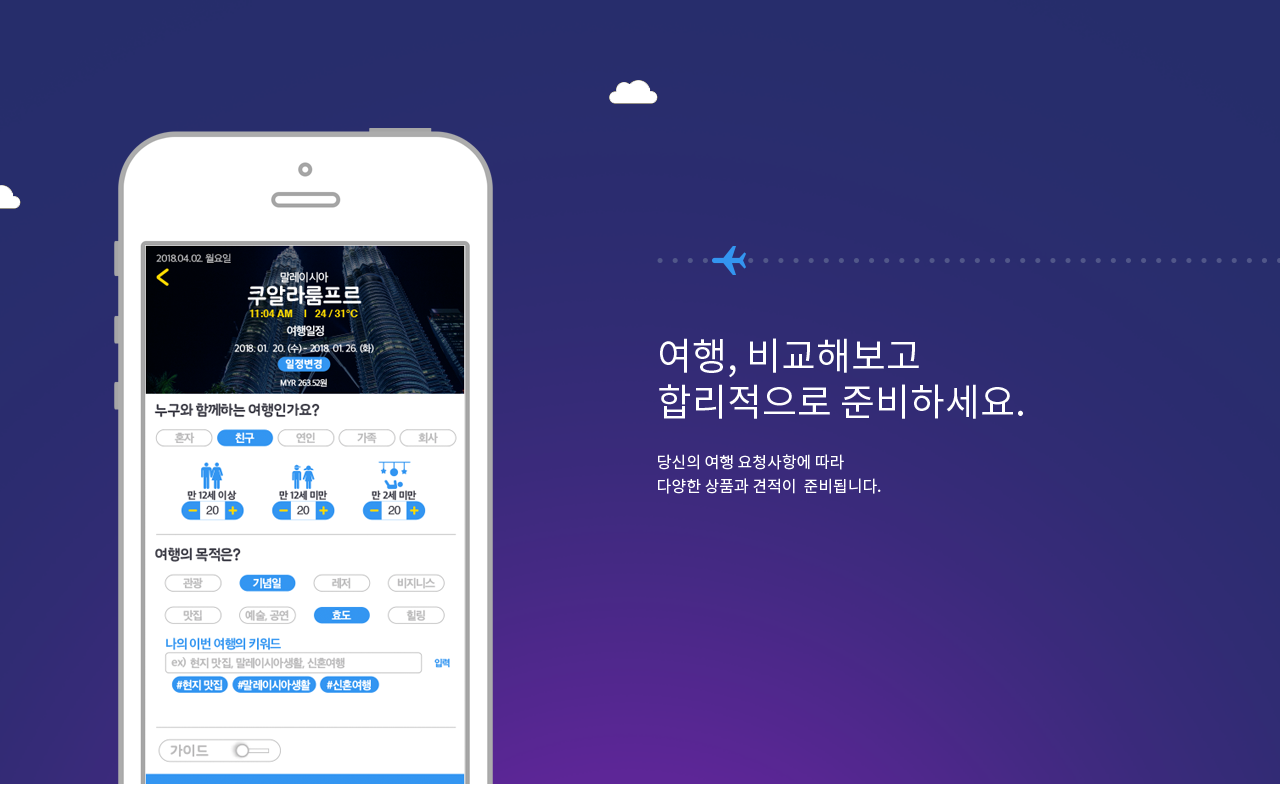 2018.04.02. 월요일
말레이시아
쿠알라룸프르
11:04 AM I 24 / 31°C
여행일정
2018. 01. 20. (수) - 2018. 01. 26. (화)
일정변경
MYR 263.52원
누구와 함께하는 여행인가요?
혼자 친구 연인 가족 회사
만 12세 이상 만 12세 미만 만 2세 미만
− 20 + − 20 + − 20 +
여행의 목적은?
관광 기념일 레저 비지니스
맛집 예술, 공연 효도 힐링
나의 이번 여행의 키워드
ex) 현지 맛집, 말레이시아생활, 신혼여행 입력
#현지 맛집 #말레이시아생활 #신혼여행
가이드
여행, 비교해보고
합리적으로 준비하세요.
당신의 여행 요청사항에 따라
다양한 상품과 견적이 준비됩니다.